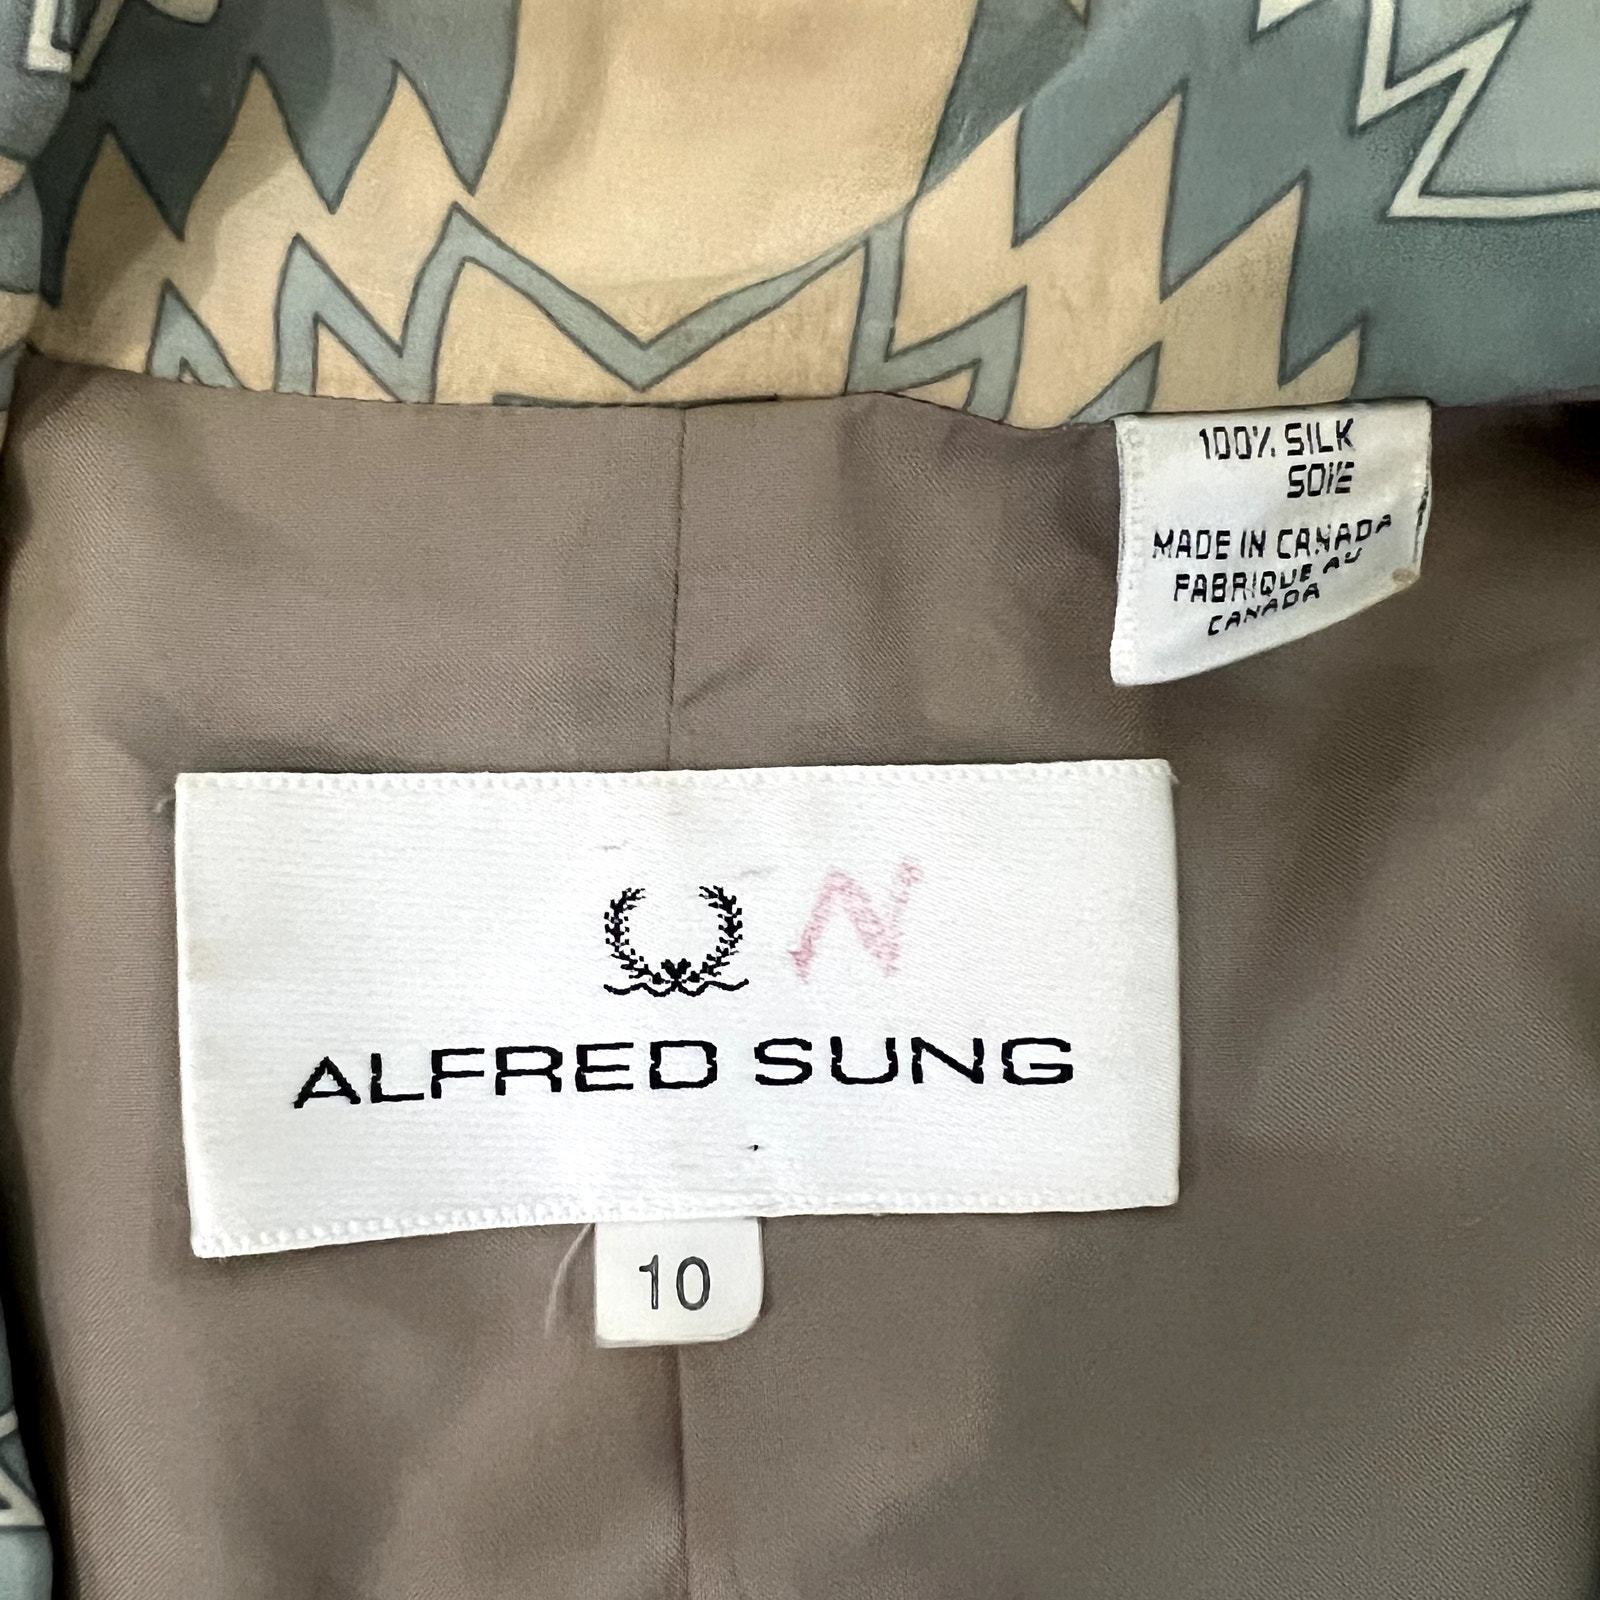 100% SILK
SOIE
MADE IN CANADA
FABRIQUE AU
CANADA
N
ALFRED SUNG
10